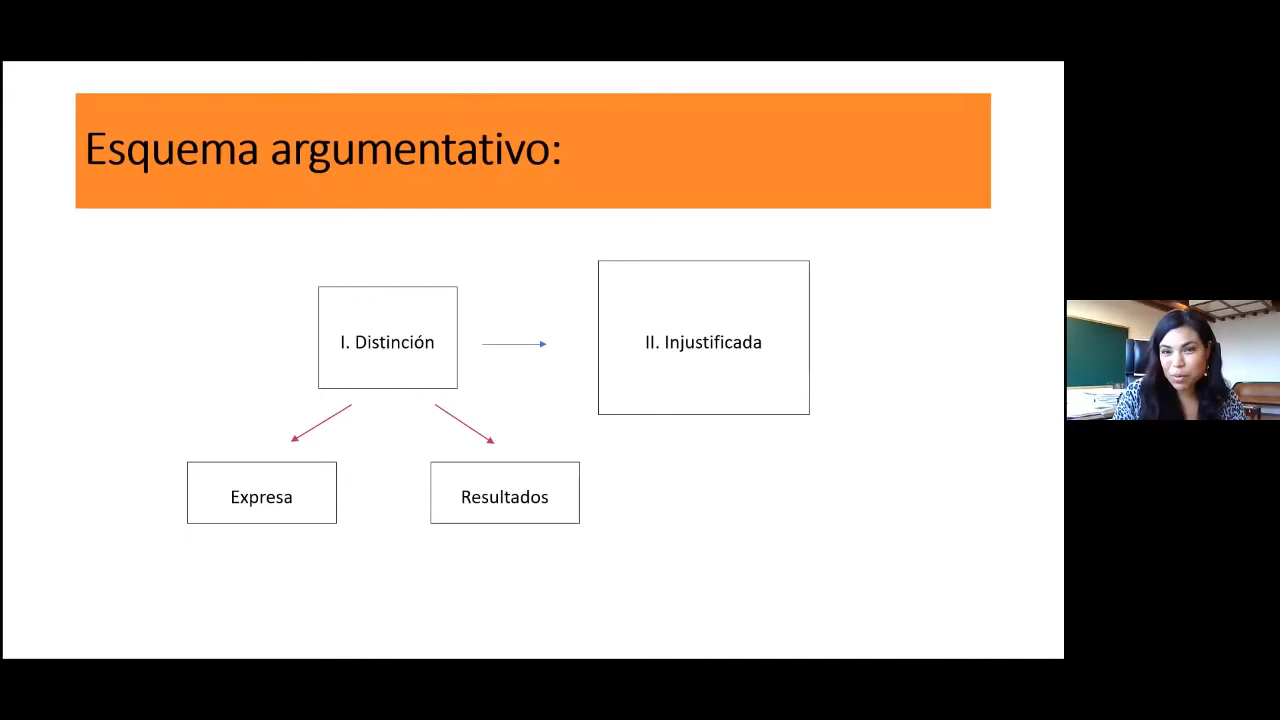 Esquema argumentativo:
I. Distinción
II. Injustificada
Expresa
Resultados